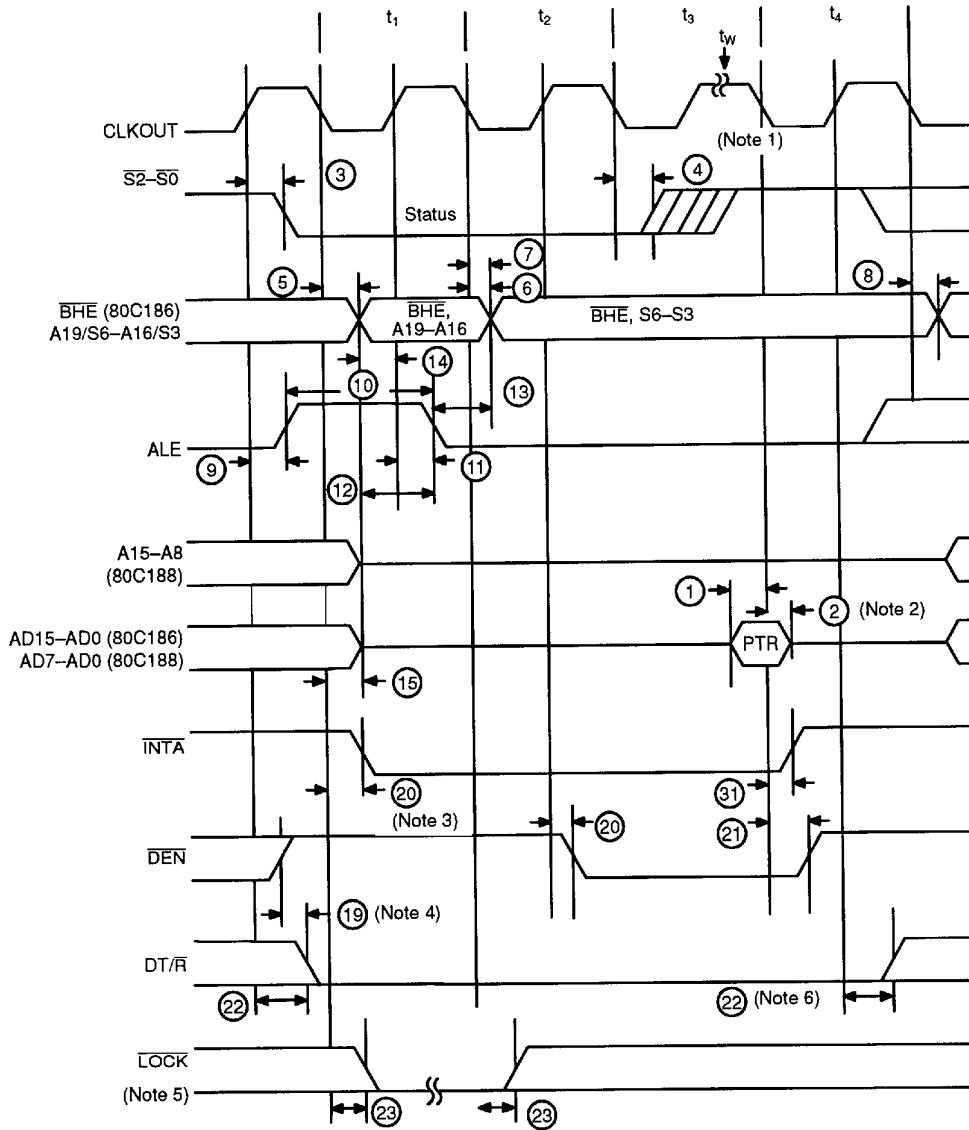 t1 t2 t3 t4
tW
CLKOUT
(Note 1)
S2–S0
3
4
Status
7
5
6
8
BHE (80C186)
A19/S6–A16/S3
BHE,
A19–A16
BHE, S6–S3
14
10
13
ALE
9
12
11
A15–A8
(80C188)
1
2 (Note 2)
AD15–AD0 (80C186)
AD7–AD0 (80C188)
PTR
15
INTA
20
31
(Note 3)
20
21
DEN
19 (Note 4)
DT/R
22
22 (Note 6)
LOCK
(Note 5)
23
23